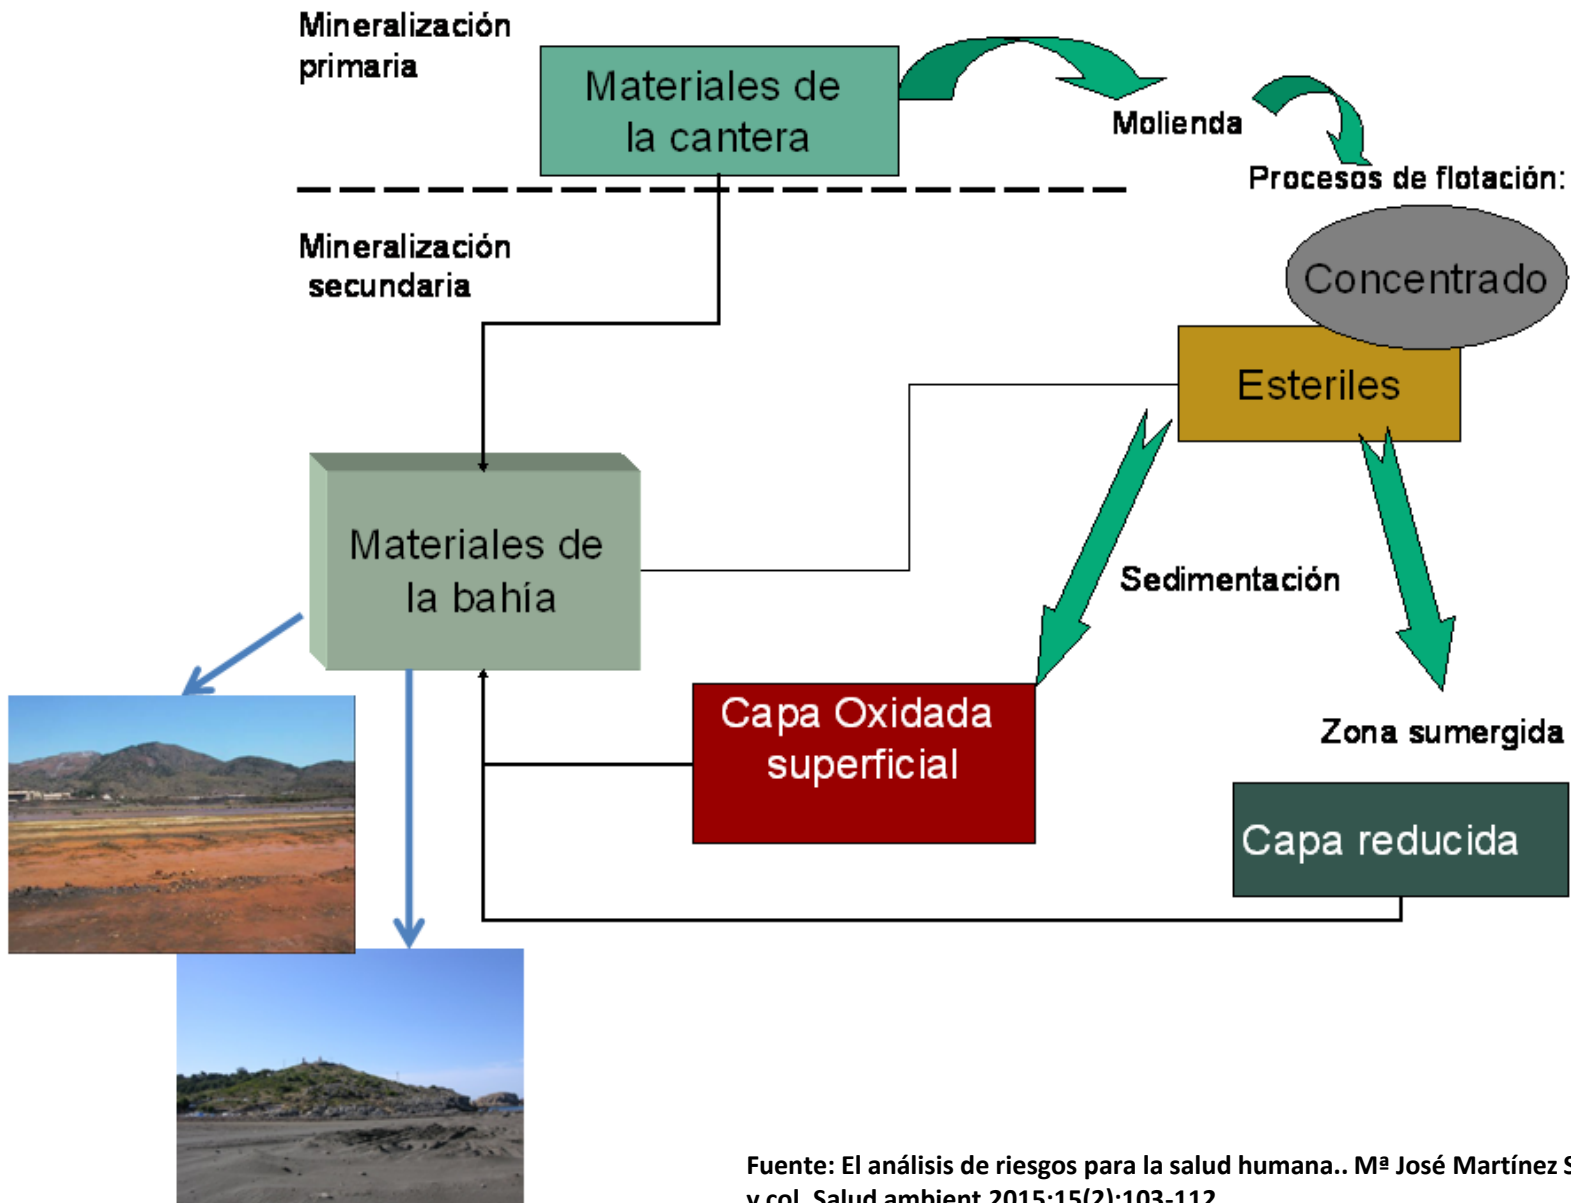 Mineralización
primaria
Materiales de
la cantera
Molienda
Procesos de flotación:
Mineralización
secundaria
Concentrado
Esteriles
Materiales de
la bahía
Sedimentación
Capa Oxidada
superficial
Zona sumergida
Capa reducida
Fuente: El análisis de riesgos para la salud humana.. Mª José Martínez S
y col. Salud ambient 2015;15(2):103-112